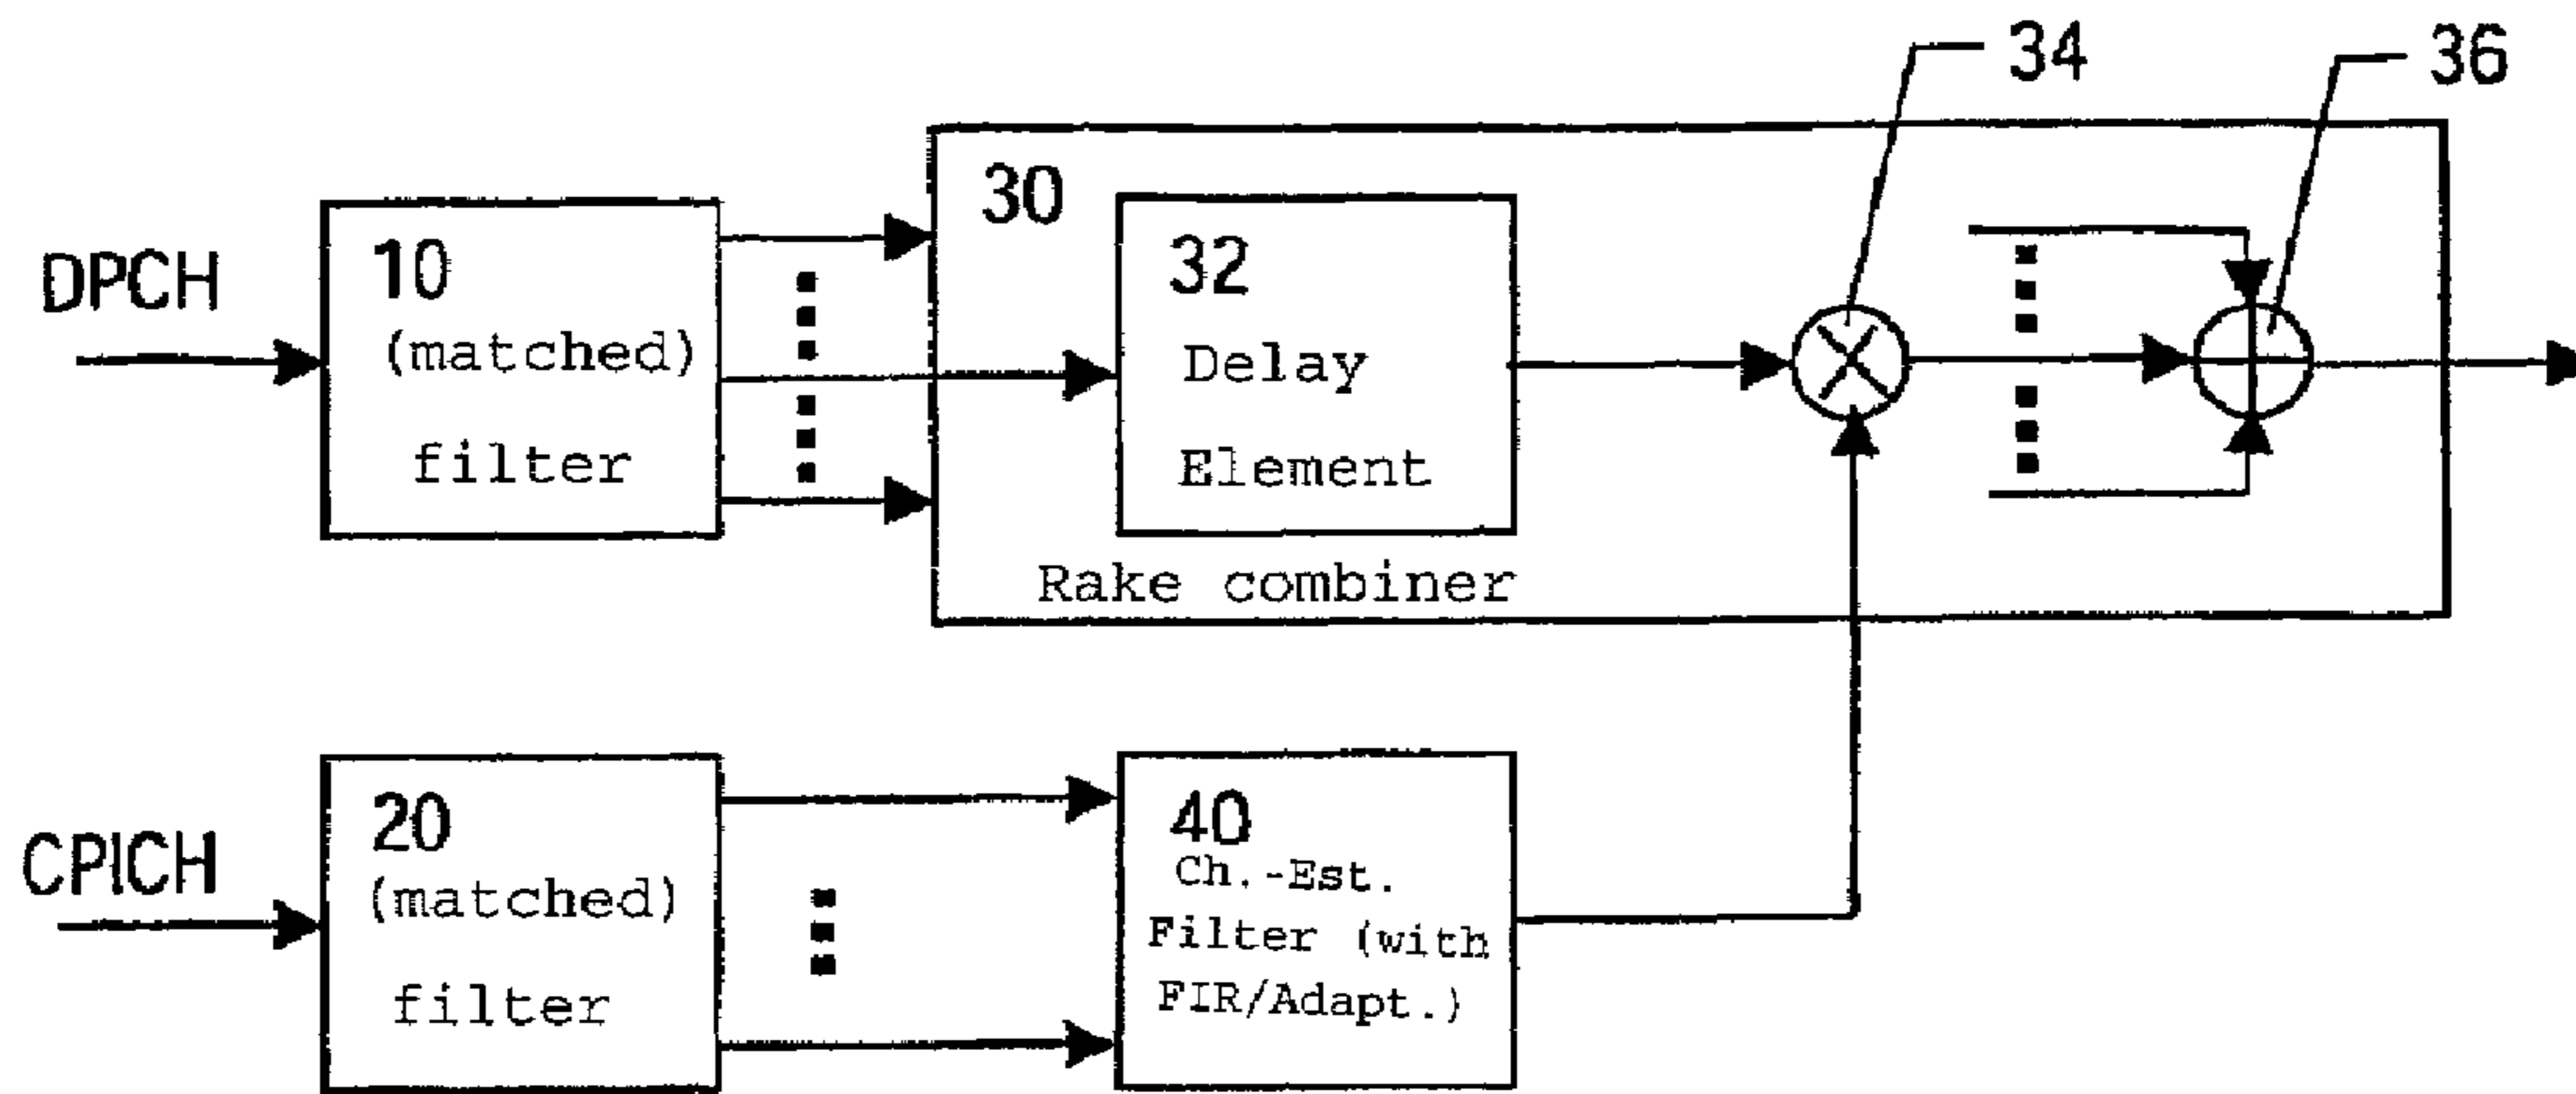 34
36
30
DPCH
10
(matched)
filter
32
Delay
Element
Rake combiner
CPICH
20
(matched)
filter
40
Ch.-Est.
Filter (with
FIR/Adapt.)